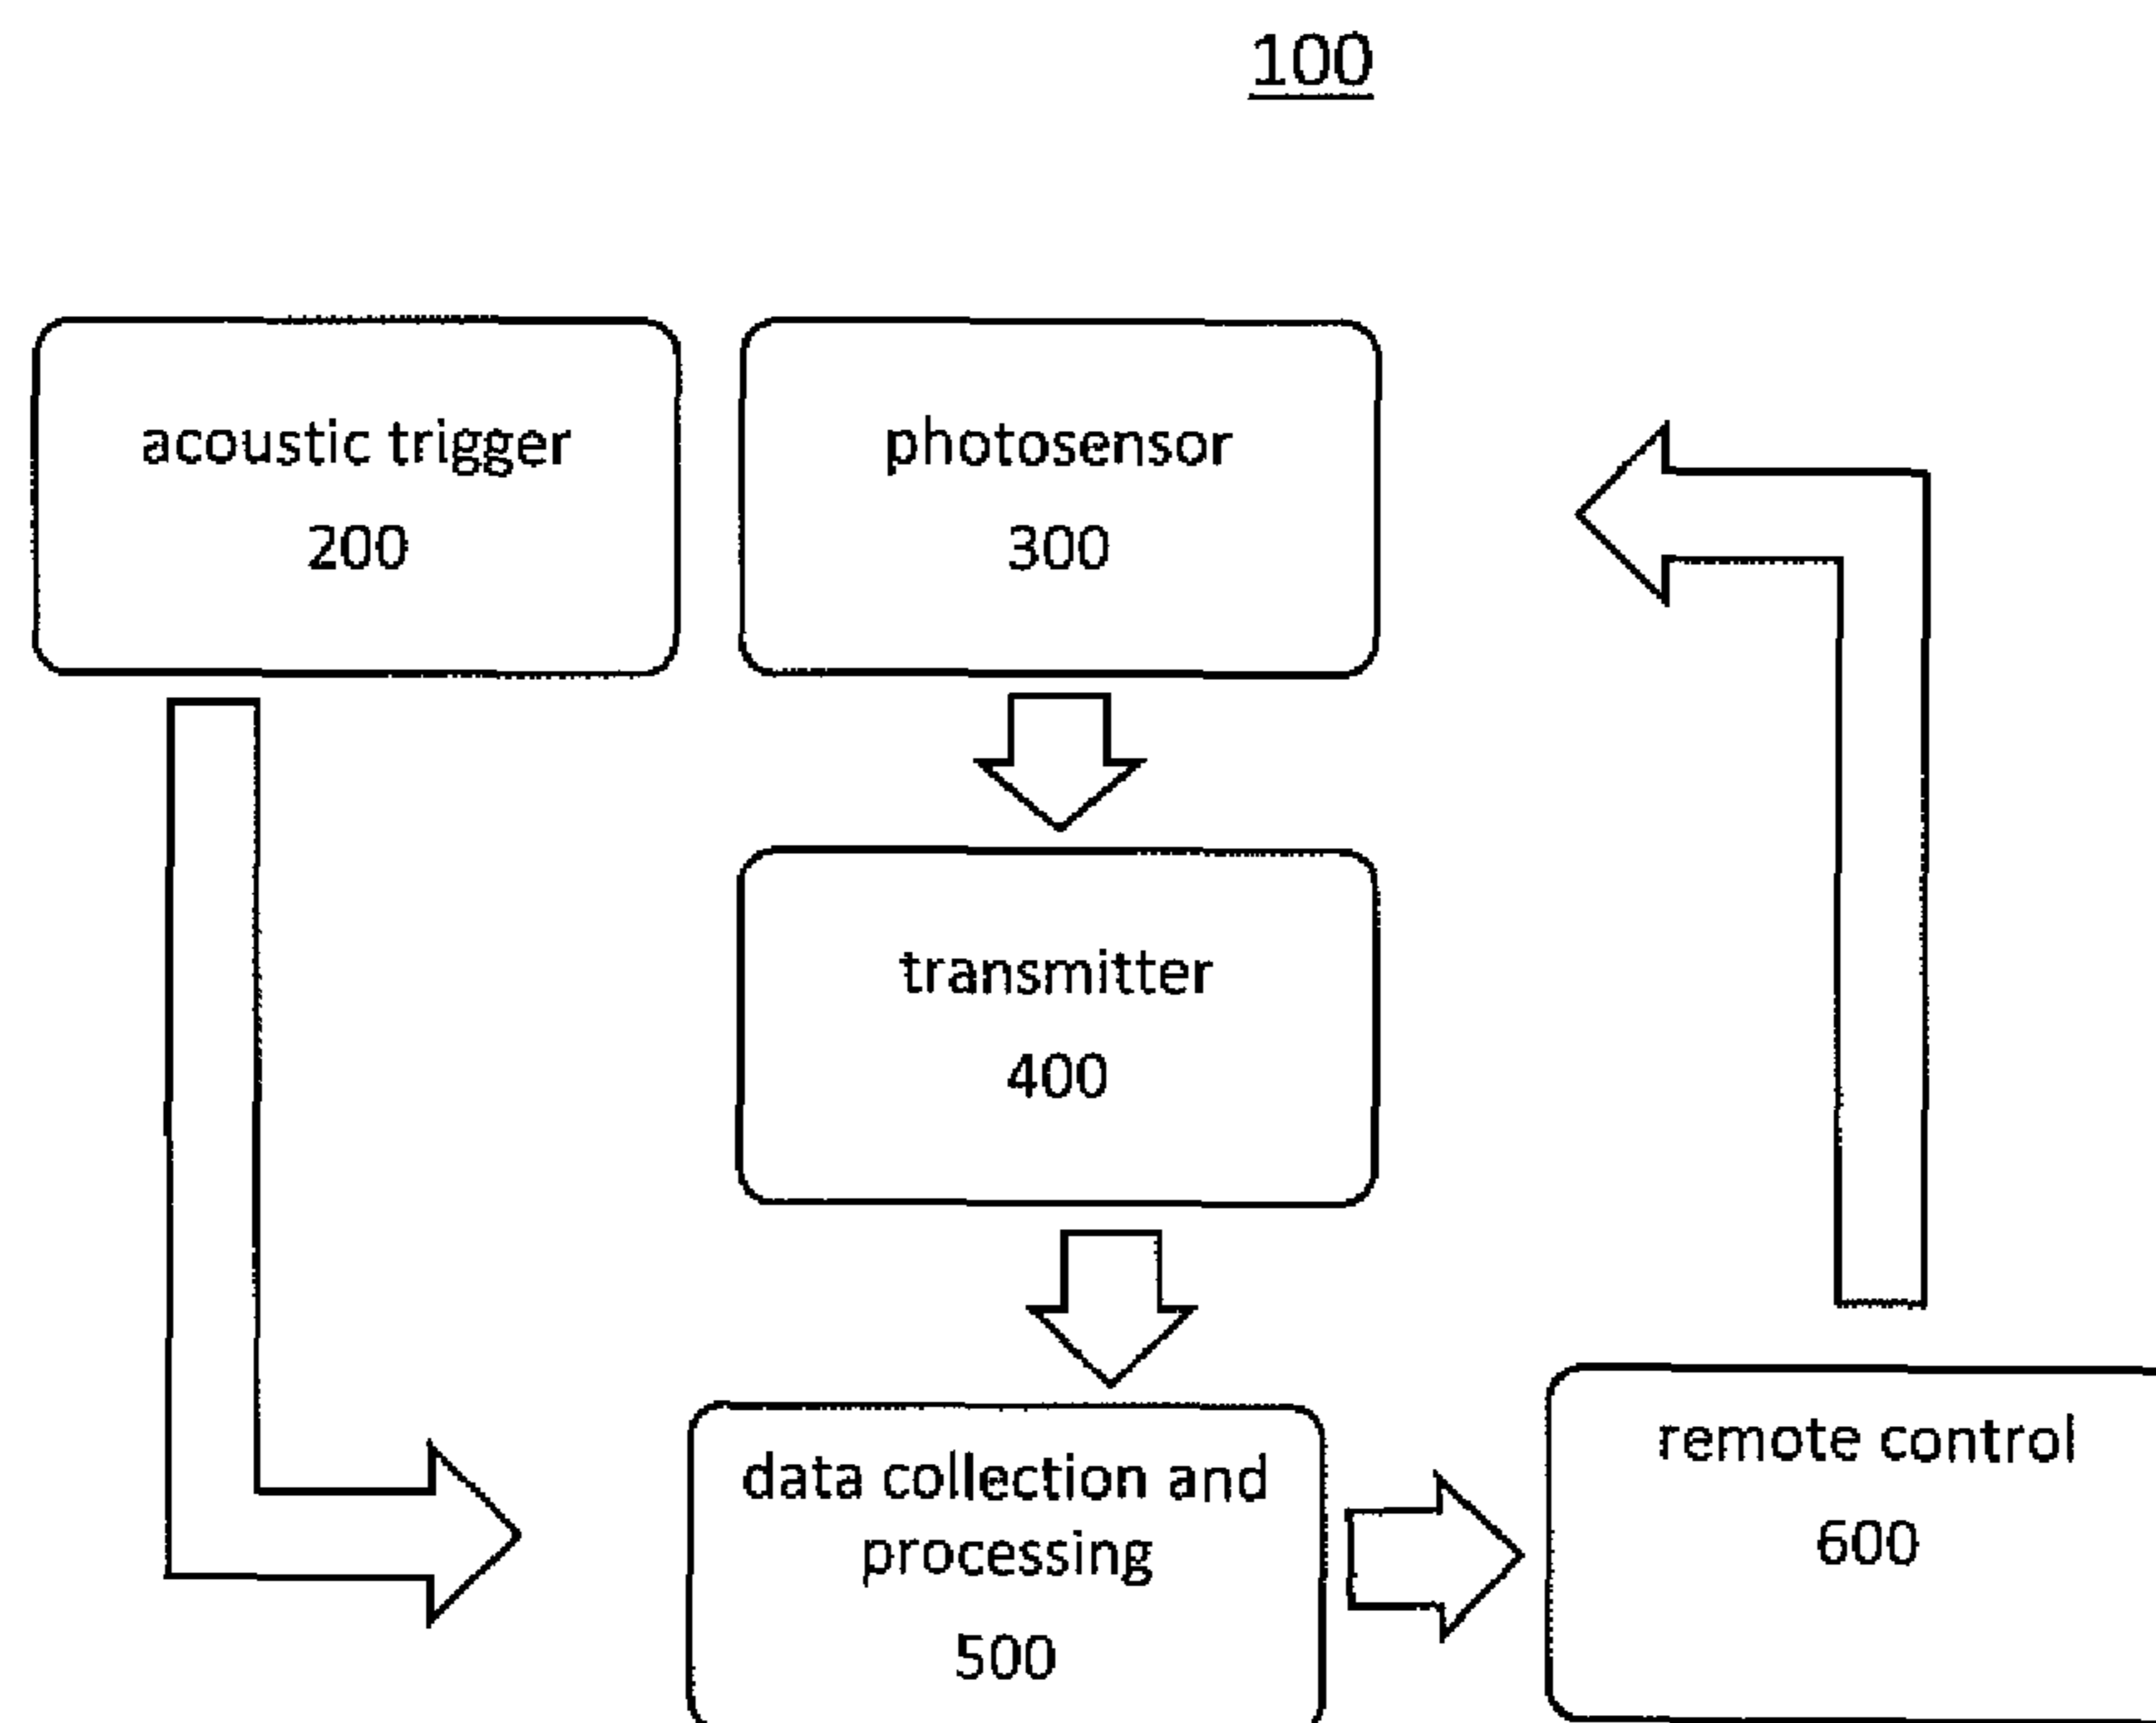 100
acoustic trigger
200
photosensor
300
transmitter
400
data collection and
processing
500
remote control
600